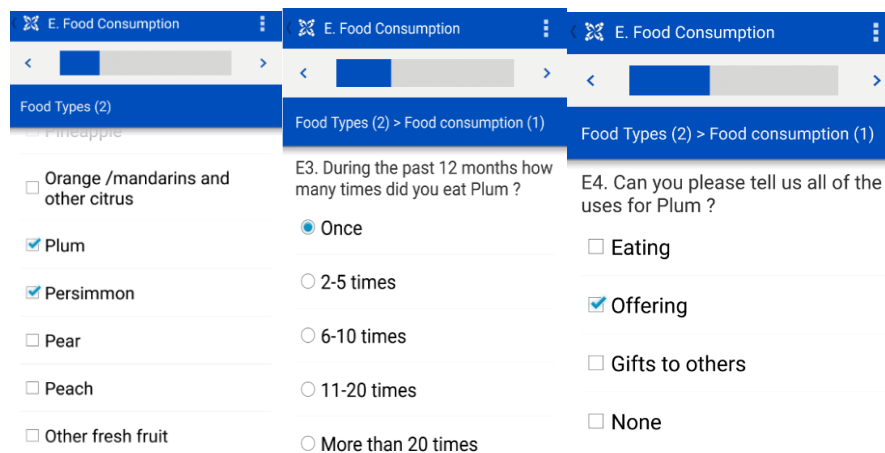 E. Food Consumption
Food Types (2)
Pineapple
Orange /mandarins and
other citrus
Plum
Persimmon
Pear
Peach
Other fresh fruit
E. Food Consumption
Food Types (2) > Food consumption (1)
E3. During the past 12 months how
many times did you eat Plum ?
Once
2-5 times
6-10 times
11-20 times
More than 20 times
E. Food Consumption
Food Types (2) > Food consumption (1)
E4. Can you please tell us all of the
uses for Plum ?
Eating
Offering
Gifts to others
None